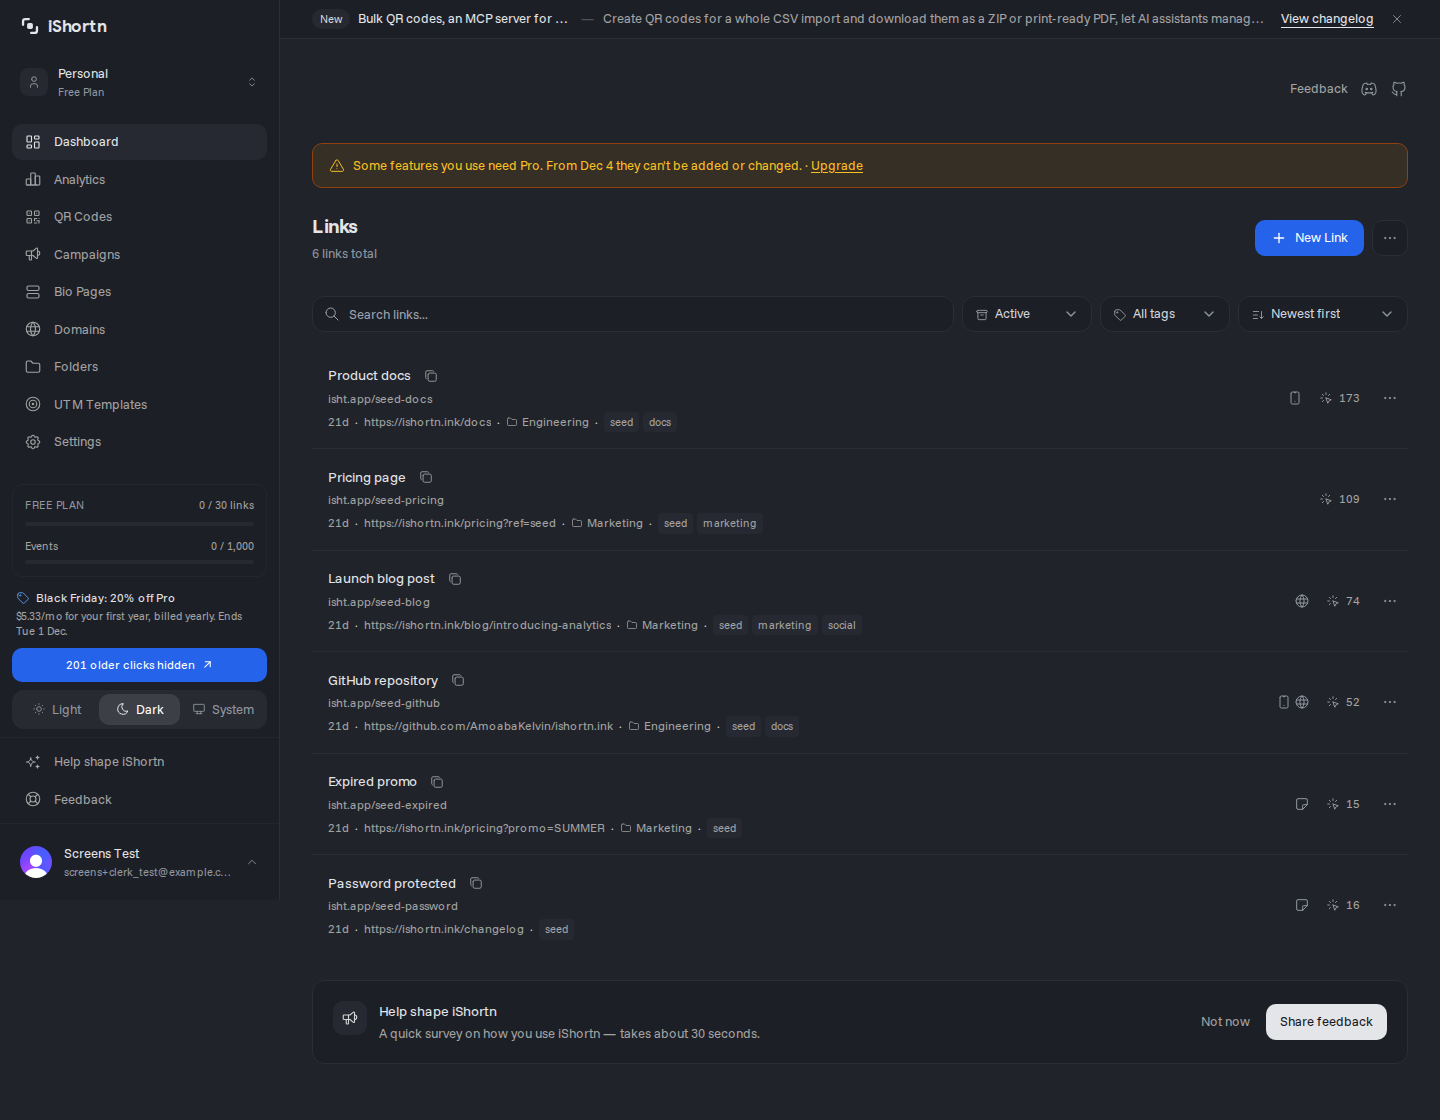 iShortn
Personal
Free Plan
Dashboard
Analytics
QR Codes
Campaigns
Bio Pages
Domains
Folders
UTM Templates
Settings
FREE PLAN 0 / 30 links
Events 0 / 1,000
Black Friday: 20% off Pro
$5.33/mo for your first year, billed yearly. Ends
Tue 1 Dec.
201 older clicks hidden
Light Dark System
Help shape iShortn
Feedback
Screens Test
screens+clerk_test@example.c...
New Bulk QR codes, an MCP server for ... — Create QR codes for a whole CSV import and download them as a ZIP or print-ready PDF, let AI assistants manag... View changelog
Feedback
Some features you use need Pro. From Dec 4 they can't be added or changed. · Upgrade
Links
6 links total
New Link
Search links...
Active
All tags
Newest first
Product docs
isht.app/seed-docs
21d · https://ishortn.ink/docs · Engineering · seed docs
173
Pricing page
isht.app/seed-pricing
21d · https://ishortn.ink/pricing?ref=seed · Marketing · seed marketing
109
Launch blog post
isht.app/seed-blog
21d · https://ishortn.ink/blog/introducing-analytics · Marketing · seed marketing social
74
GitHub repository
isht.app/seed-github
21d · https://github.com/AmoabaKelvin/ishortn.ink · Engineering · seed docs
52
Expired promo
isht.app/seed-expired
21d · https://ishortn.ink/pricing?promo=SUMMER · Marketing · seed
15
Password protected
isht.app/seed-password
21d · https://ishortn.ink/changelog · seed
16
Help shape iShortn
A quick survey on how you use iShortn — takes about 30 seconds.
Not now
Share feedback